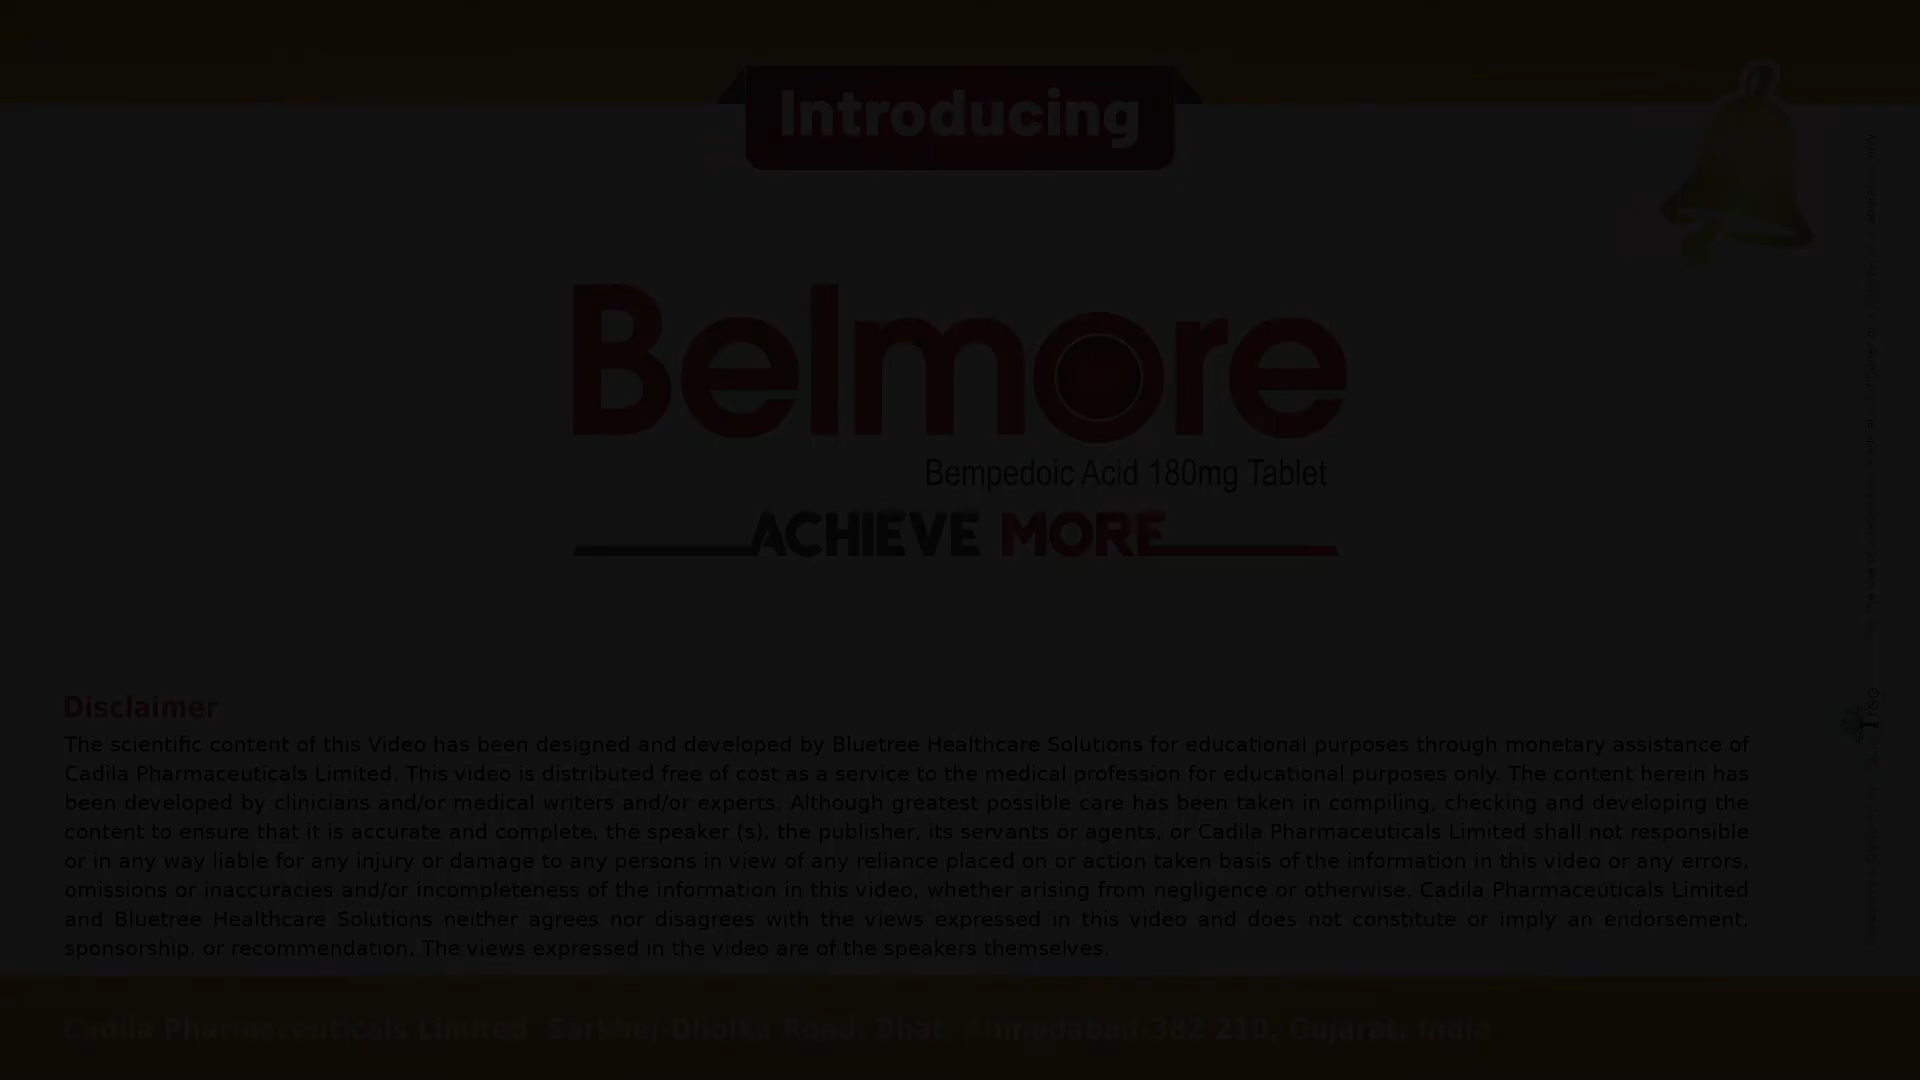 Introducing
Belmore
Bempedoic Acid 180mg Tablet
ACHIEVE MORE
Disclaimer
The scientific content of this Video has been designed and developed by Bluetree Healthcare Solutions for educational purposes through monetary assistance of
Cadila Pharmaceuticals Limited. This video is distributed free of cost as a service to the medical profession for educational purposes only. The content herein has
been developed by clinicians and/or medical writers and/or experts. Although greatest possible care has been taken in compiling, checking and developing the
content to ensure that it is accurate and complete, the speaker (s), the publisher, its servants or agents, or Cadila Pharmaceuticals Limited shall not responsible
or in any way liable for any injury or damage to any persons in view of any reliance placed on or action taken basis of the information in this video or any errors,
omissions or inaccuracies and/or incompleteness of the information in this video, whether arising from negligence or otherwise. Cadila Pharmaceuticals Limited
and Bluetree Healthcare Solutions neither agrees nor disagrees with the views expressed in this video and does not constitute or imply an endorsement,
sponsorship, or recommendation. The views expressed in the video are of the speakers themselves.
Cadila Pharmaceuticals Limited Sarkhej-Dholka Road, Bhat, Ahmedabad-382 210, Gujarat, India